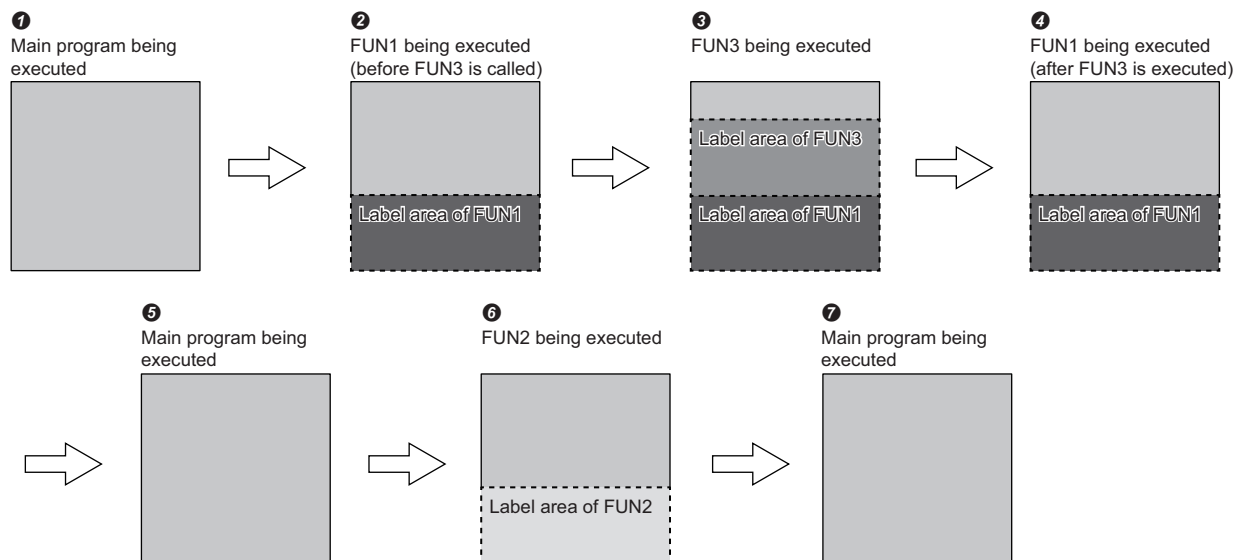 ❶
Main program being
executed
❷
FUN1 being executed
(before FUN3 is called)
Label area of FUN1
❸
FUN3 being executed
Label area of FUN3
Label area of FUN1
❹
FUN1 being executed
(after FUN3 is executed)
Label area of FUN1
❺
Main program being
executed
❻
FUN2 being executed
Label area of FUN2
❼
Main program being
executed